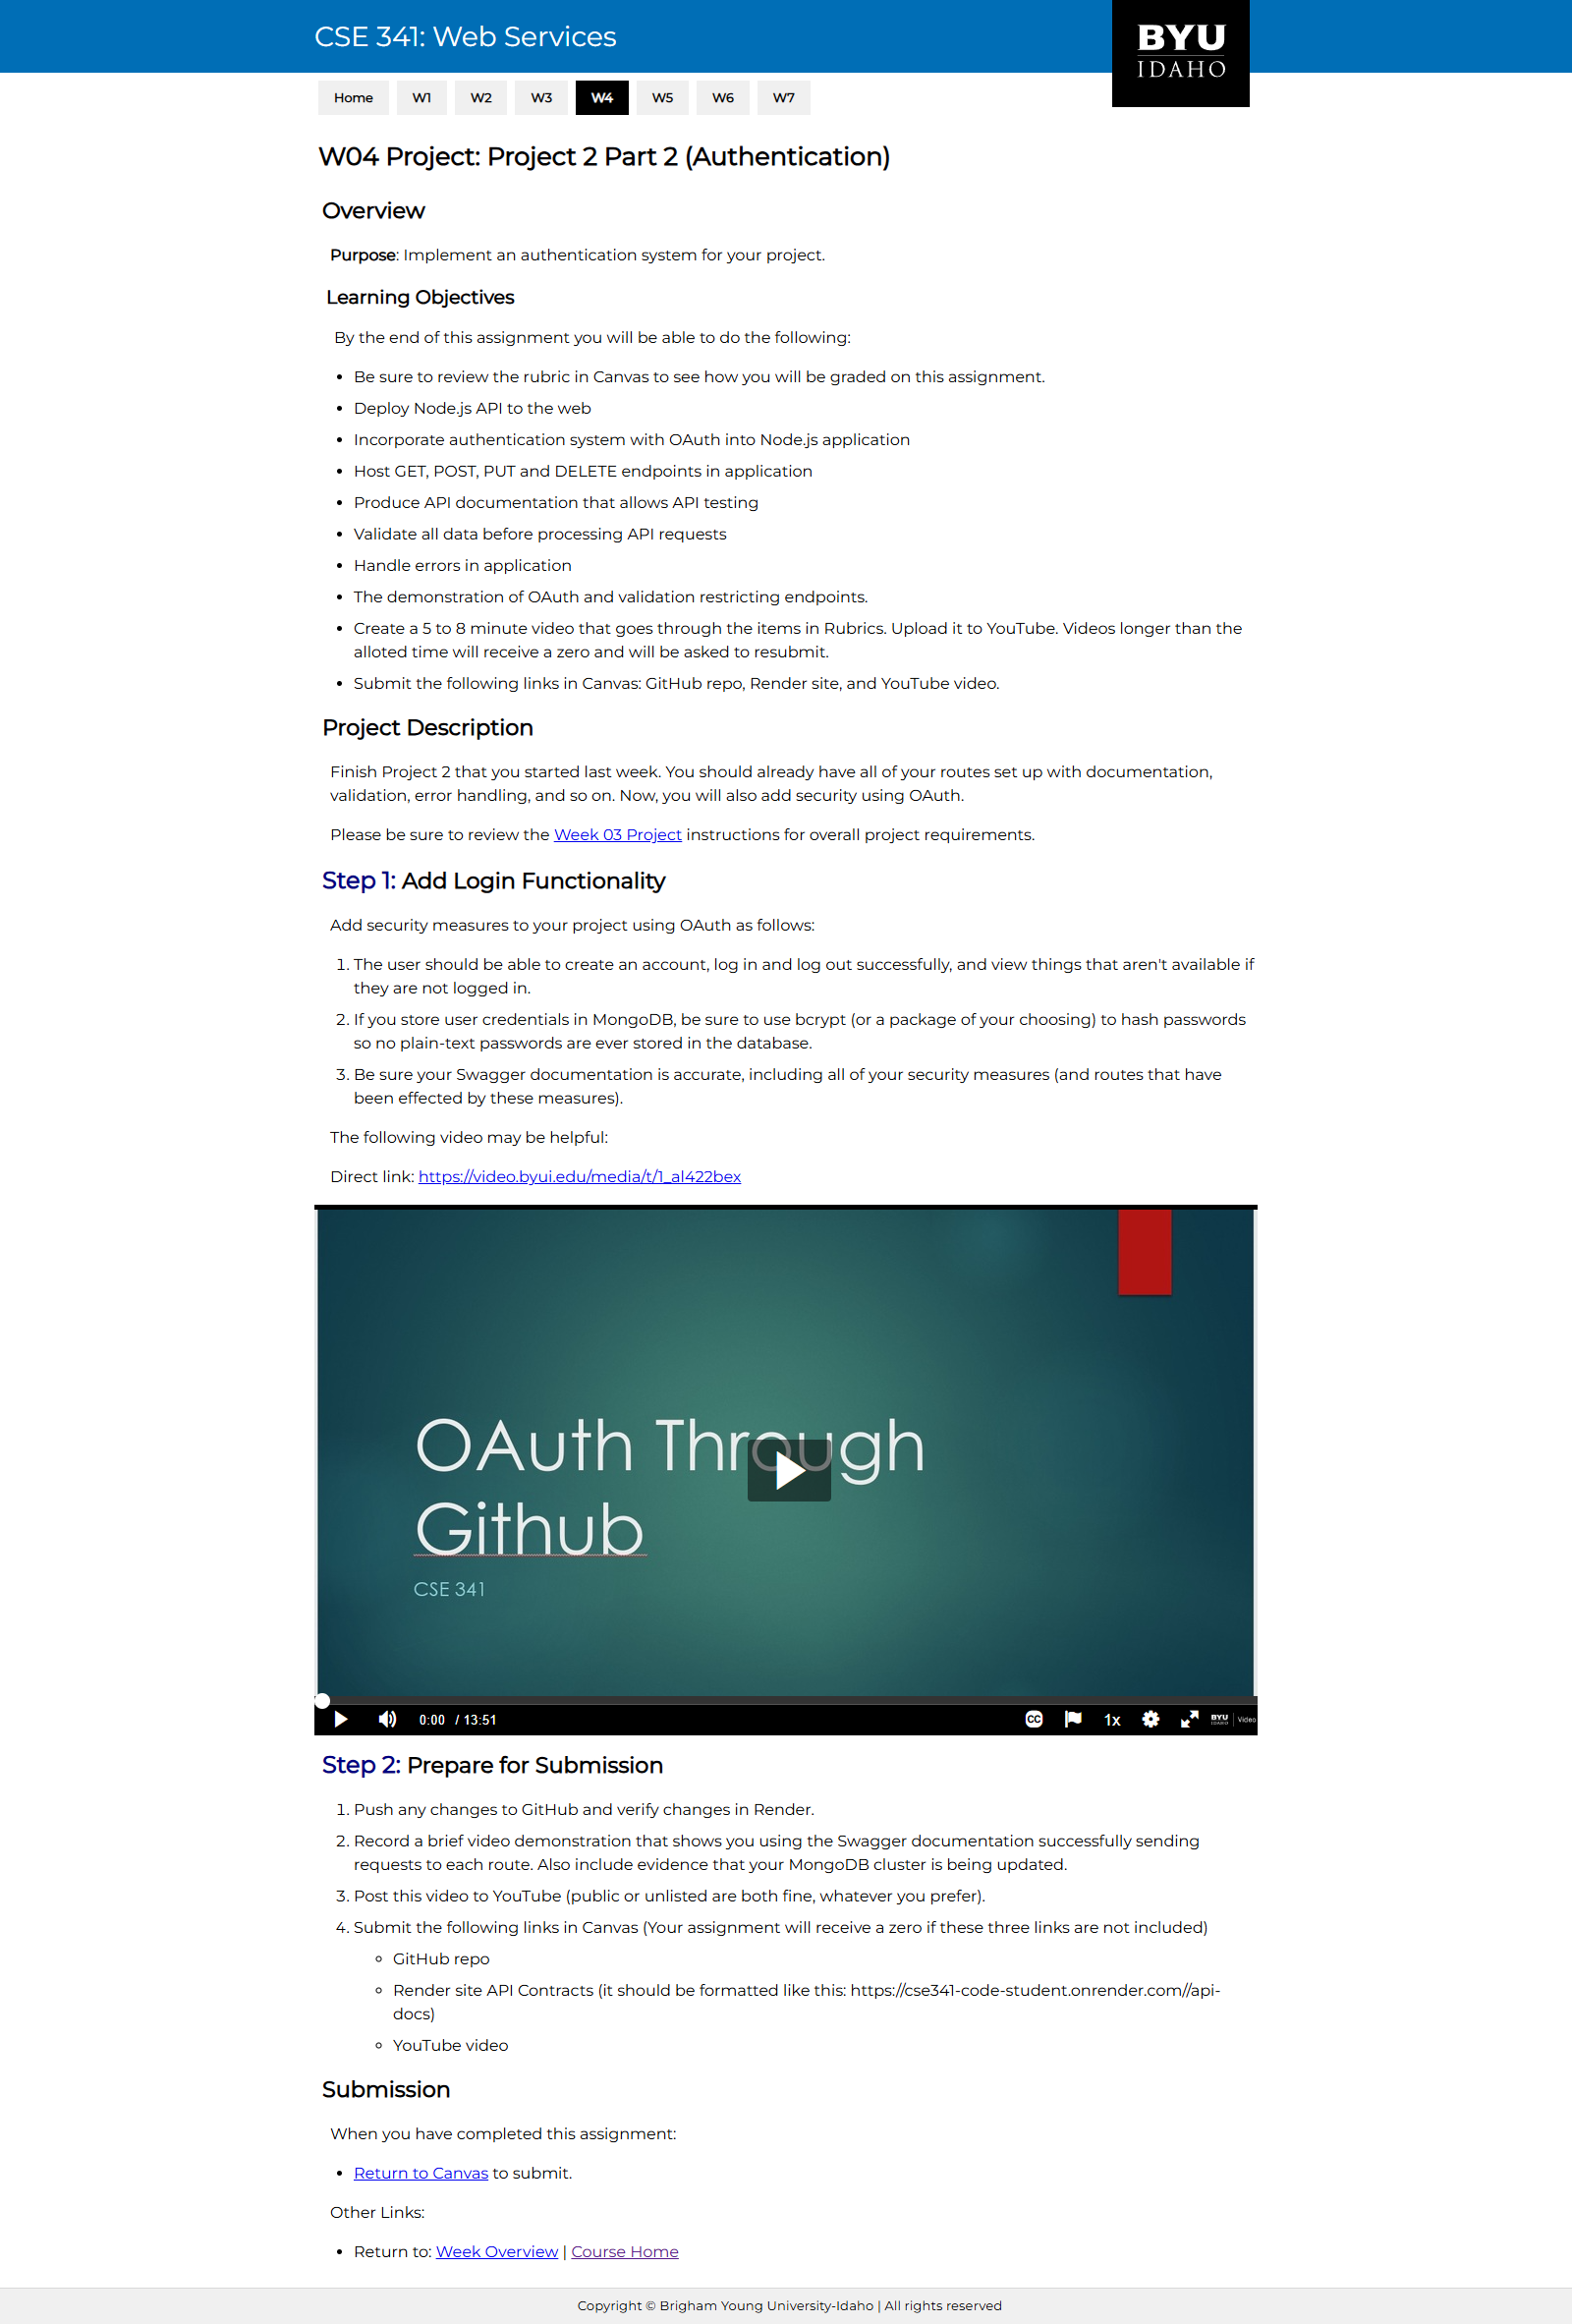 CSE 341: Web Services
BYU
IDAHO
Home W1 W2 W3 W4 W5 W6 W7
W04 Project: Project 2 Part 2 (Authentication)
Overview
Purpose: Implement an authentication system for your project.
Learning Objectives
By the end of this assignment you will be able to do the following:
• Be sure to review the rubric in Canvas to see how you will be graded on this assignment.
• Deploy Node.js API to the web
• Incorporate authentication system with OAuth into Node.js application
• Host GET, POST, PUT and DELETE endpoints in application
• Produce API documentation that allows API testing
• Validate all data before processing API requests
• Handle errors in application
• The demonstration of OAuth and validation restricting endpoints.
• Create a 5 to 8 minute video that goes through the items in Rubrics. Upload it to YouTube. Videos longer than the
alloted time will receive a zero and will be asked to resubmit.
• Submit the following links in Canvas: GitHub repo, Render site, and YouTube video.
Project Description
Finish Project 2 that you started last week. You should already have all of your routes set up with documentation,
validation, error handling, and so on. Now, you will also add security using OAuth.
Please be sure to review the Week 03 Project instructions for overall project requirements.
Step 1: Add Login Functionality
Add security measures to your project using OAuth as follows:
1. The user should be able to create an account, log in and log out successfully, and view things that aren't available if
they are not logged in.
2. If you store user credentials in MongoDB, be sure to use bcrypt (or a package of your choosing) to hash passwords
so no plain-text passwords are ever stored in the database.
3. Be sure your Swagger documentation is accurate, including all of your security measures (and routes that have
been effected by these measures).
The following video may be helpful:
Direct link: https://video.byui.edu/media/t/1_al422bex
OAuth Through
Github
CSE 341
0:00 / 13:51 CC 1x BYU IDAHO Video
Step 2: Prepare for Submission
1. Push any changes to GitHub and verify changes in Render.
2. Record a brief video demonstration that shows you using the Swagger documentation successfully sending
requests to each route. Also include evidence that your MongoDB cluster is being updated.
3. Post this video to YouTube (public or unlisted are both fine, whatever you prefer).
4. Submit the following links in Canvas (Your assignment will receive a zero if these three links are not included)
◦ GitHub repo
◦ Render site API Contracts (it should be formatted like this: https://cse341-code-student.onrender.com//api-
docs)
◦ YouTube video
Submission
When you have completed this assignment:
• Return to Canvas to submit.
Other Links:
• Return to: Week Overview | Course Home
Copyright © Brigham Young University-Idaho | All rights reserved